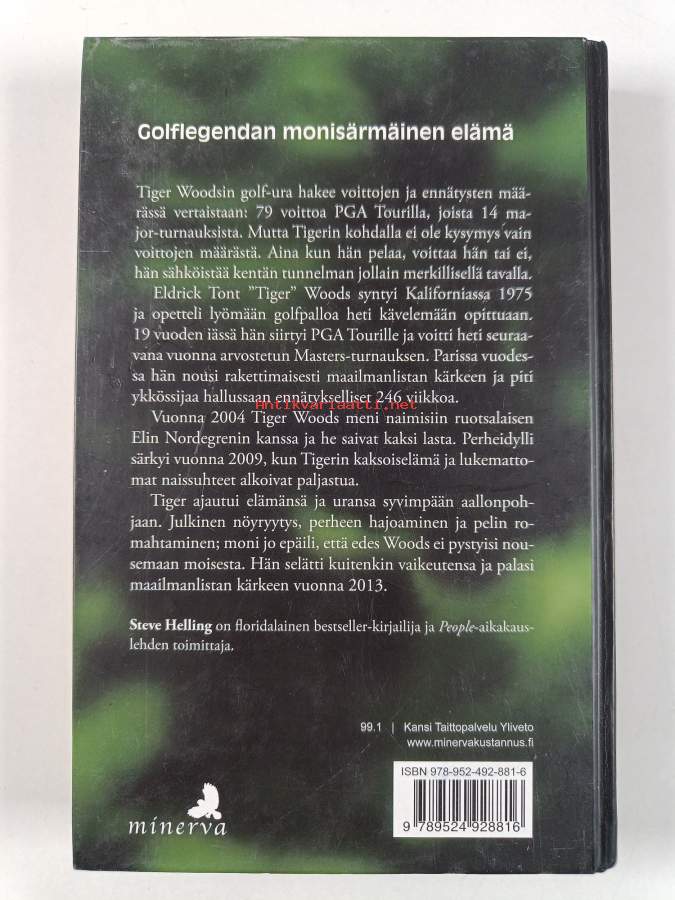 Golflegendan monisärmäinen elämä
Tiger Woodsin golf-ura hakee voittojen ja ennätysten mää-
rässä vertaistaan: 79 voittoa PGA Tourilla, joista 14 ma-
jor-turnauksista. Mutta Tigerin kohdalla ei ole kysymys vain
voittojen määrästä. Aina kun hän pelaa, voittaa hän tai ei,
hän sähköistää kentän tunnelman jollain merkillisellä tavalla.
Eldrick Tont ”Tiger” Woods syntyi Kaliforniassa 1975
ja opetteli lyömään golfpalloa heti kävelemään opittuaan.
19 vuoden iässä hän siirtyi PGA Tourille ja voitti heti seuraa-
vana vuonna arvostetun Masters-turnauksen. Parissa vuodes-
sa hän nousi rakettimaisesti maailmanlistan kärkeen ja piti
ykkössijaa hallussaan ennätykselliset 246 viikkoa.
Antikvariaatti.net
Vuonna 2004 Tiger Woods meni naimisiin ruotsalaisen
Elin Nordegrenin kanssa ja he saivat kaksi lasta. Perheidylli
särkyi vuonna 2009, kun Tigerin kaksoiselämä ja lukematto-
mat naissuhteet alkoivat paljastua.
Tiger ajautui elämänsä ja uransa syvimpään aallonpoh-
jaan. Julkinen nöyryytys, perheen hajoaminen ja pelin ro-
mahtaminen; moni jo epäili, että edes Woods ei pystyisi nou-
semaan moisesta. Hän selätti kuitenkin vaikeutensa ja palasi
maailmanlistan kärkeen vuonna 2013.
Steve Helling on floridalainen bestseller-kirjailija ja People-aikakaus-
lehden toimittaja.
99.1 | Kansi Taittopalvelu Yliveto
www.minervakustannus.fi
ISBN 978-952-492-881-6
9 789524 928816
minerva